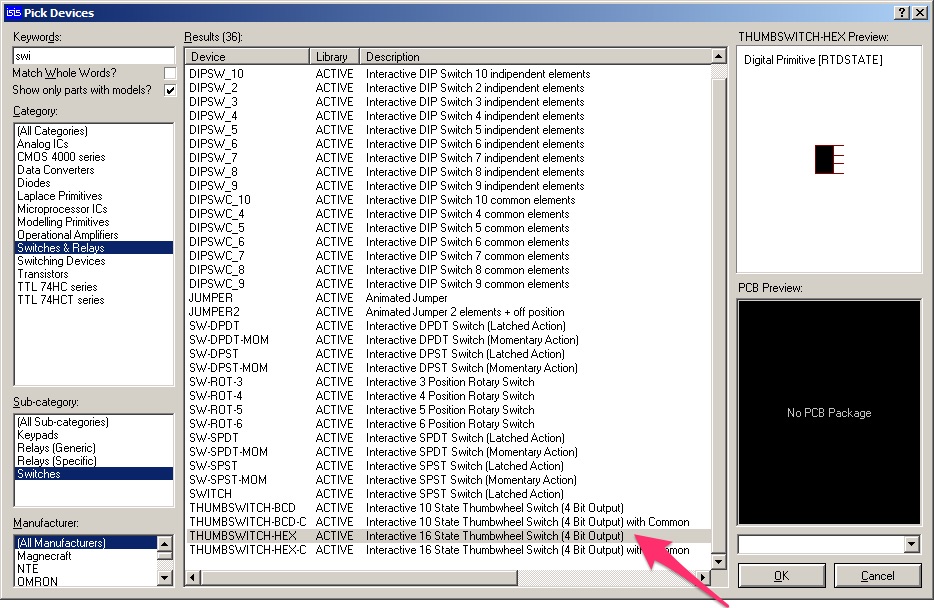 isis Pick Devices
Keywords:
swi
Match Whole Words?
Show only parts with models?
Category:
(All Categories)
Analog ICs
CMOS 4000 series
Data Converters
Diodes
Laplace Primitives
Microprocessor ICs
Modelling Primitives
Operational Amplifiers
Switches & Relays
Switching Devices
Transistors
TTL 74HC series
TTL 74HCT series
Sub-category:
(All Sub-categories)
Keypads
Relays (Generic)
Relays (Specific)
Switches
Manufacturer:
(All Manufacturers)
Magnecraft
NTE
OMRON
Results (36):
Device Library Description
DIPSW_10 ACTIVE Interactive DIP Switch 10 indipendent elements
DIPSW_2 ACTIVE Interactive DIP Switch 2 indipendent elements
DIPSW_3 ACTIVE Interactive DIP Switch 3 indipendent elements
DIPSW_4 ACTIVE Interactive DIP Switch 4 indipendent elements
DIPSW_5 ACTIVE Interactive DIP Switch 5 indipendent elements
DIPSW_6 ACTIVE Interactive DIP Switch 6 indipendent elements
DIPSW_7 ACTIVE Interactive DIP Switch 7 indipendent elements
DIPSW_8 ACTIVE Interactive DIP Switch 8 indipendent elements
DIPSW_9 ACTIVE Interactive DIP Switch 9 indipendent elements
DIPSWC_10 ACTIVE Interactive DIP Switch 10 common elements
DIPSWC_4 ACTIVE Interactive DIP Switch 4 common elements
DIPSWC_5 ACTIVE Interactive DIP Switch 5 common elements
DIPSWC_6 ACTIVE Interactive DIP Switch 6 common elements
DIPSWC_7 ACTIVE Interactive DIP Switch 7 common elements
DIPSWC_8 ACTIVE Interactive DIP Switch 8 common elements
DIPSWC_9 ACTIVE Interactive DIP Switch 9 common elements
JUMPER ACTIVE Animated Jumper
JUMPER2 ACTIVE Animated Jumper 2 elements + off position
SW-DPDT ACTIVE Interactive DPDT Switch (Latched Action)
SW-DPDT-MOM ACTIVE Interactive DPDT Switch (Momentary Action)
SW-DPST ACTIVE Interactive DPST Switch (Latched Action)
SW-DPST-MOM ACTIVE Interactive DPST Switch (Momentary Action)
SW-ROT-3 ACTIVE Interactive 3 Position Rotary Switch
SW-ROT-4 ACTIVE Interactive 4 Position Rotary Switch
SW-ROT-5 ACTIVE Interactive 5 Position Rotary Switch
SW-ROT-6 ACTIVE Interactive 6 Position Rotary Switch
SW-SPDT ACTIVE Interactive SPDT Switch (Latched Action)
SW-SPDT-MOM ACTIVE Interactive SPDT Switch (Momentary Action)
SW-SPST ACTIVE Interactive SPST Switch (Latched Action)
SW-SPST-MOM ACTIVE Interactive SPST Switch (Momentary Action)
SWITCH ACTIVE Interactive SPST Switch (Latched Action)
THUMBSWITCH-BCD ACTIVE Interactive 10 State Thumbwheel Switch (4 Bit Output)
THUMBSWITCH-BCD-C ACTIVE Interactive 10 State Thumbwheel Switch (4 Bit Output) with Common
THUMBSWITCH-HEX ACTIVE Interactive 16 State Thumbwheel Switch (4 Bit Output)
THUMBSWITCH-HEX-C ACTIVE Interactive 16 State Thumbwheel Switch (4 Bit Output) with Common
THUMBSWITCH-HEX Preview:
Digital Primitive [RTDSTATE]
PCB Preview:
No PCB Package
OK
Cancel